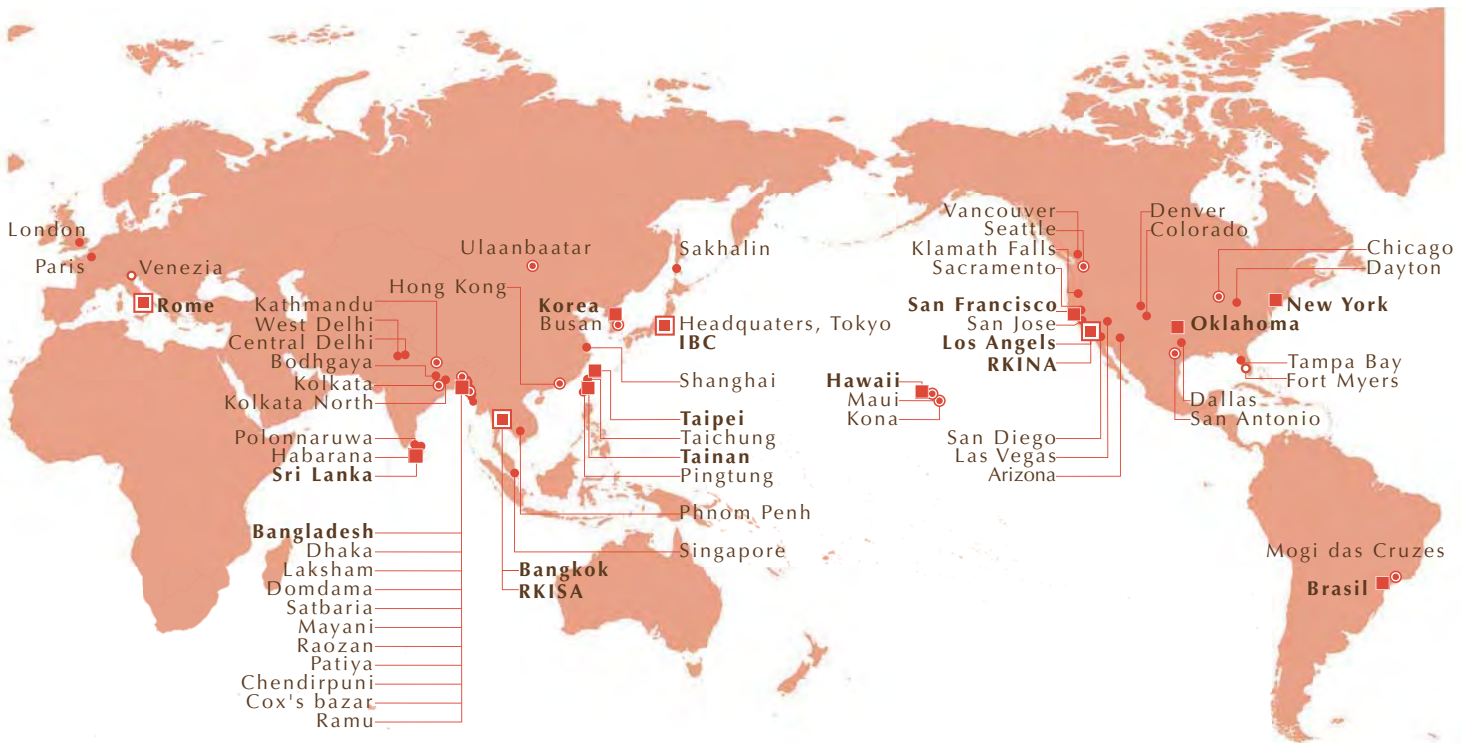 London
Paris
Venezia
Rome
Ulaanbaatar
Hong Kong
Kathmandu
West Delhi
Central Delhi
Bodhgaya
Kolkata
Kolkata North
Polonnaruwa
Habarana
Sri Lanka
Bangladesh
Dhaka
Laksham
Domdama
Satbaria
Mayani
Raozan
Patiya
Chendirpuni
Cox's bazar
Ramu
Sakhalin
Korea
Busan
Headquaters, Tokyo
IBC
Shanghai
Taipei
Taichung
Tainan
Pingtung
Phnom Penh
Singapore
Bangkok
RKISA
Hawaii
Maui
Kona
Vancouver
Seattle
Klamath Falls
Sacramento
San Francisco
San Jose
Los Angels
RKINA
San Diego
Las Vegas
Arizona
Denver
Colorado
Chicago
Dayton
New York
Oklahoma
Tampa Bay
Fort Myers
Dallas
San Antonio
Mogi das Cruzes
Brasil